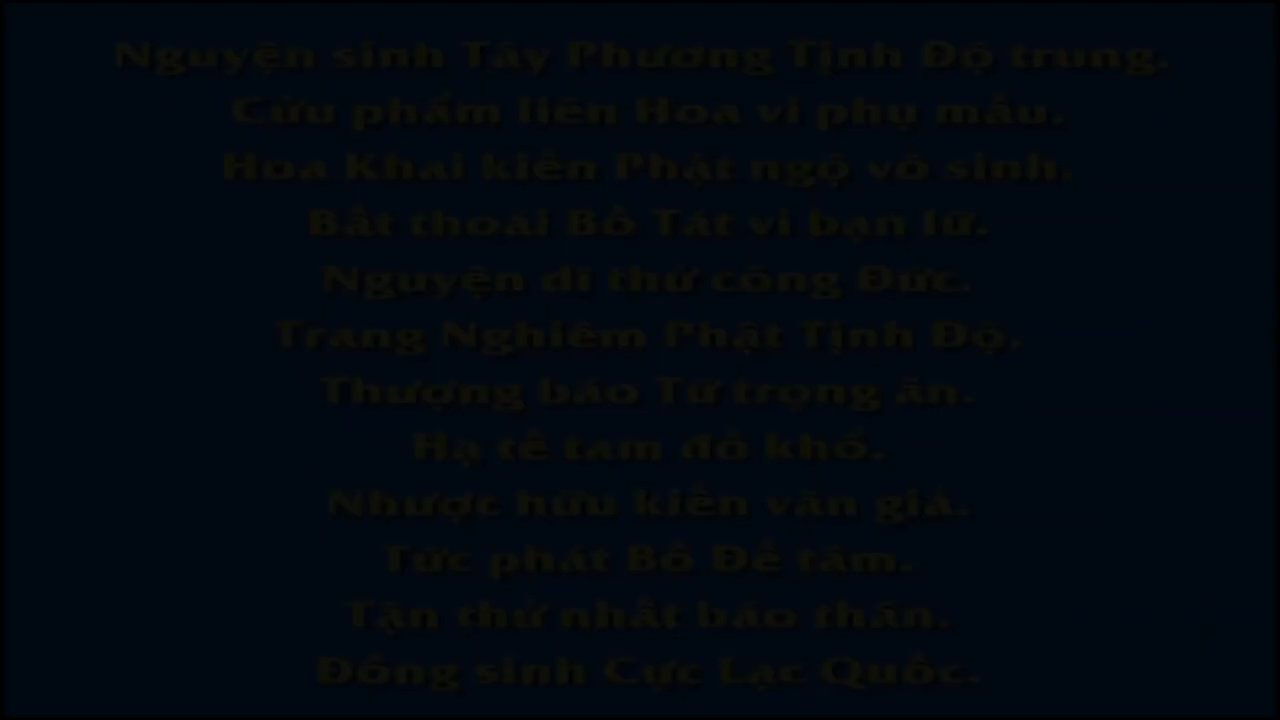 Nguyện sinh Tây Phương Tịnh Độ trung.
Cửu phẩm liên Hoa vi phụ mẫu.
Hoa Khai kiến Phật ngộ vô sinh.
Bất thoái Bồ Tát vi bạn lữ.
Nguyện dĩ thử công Đức.
Trang Nghiêm Phật Tịnh Độ.
Thượng báo Tứ trọng ân.
Hạ tế tam đồ khổ.
Nhược hữu kiến văn giả.
Tức phát Bồ Đề tâm.
Tận thử nhất báo thân.
Đồng sinh Cực Lạc Quốc.